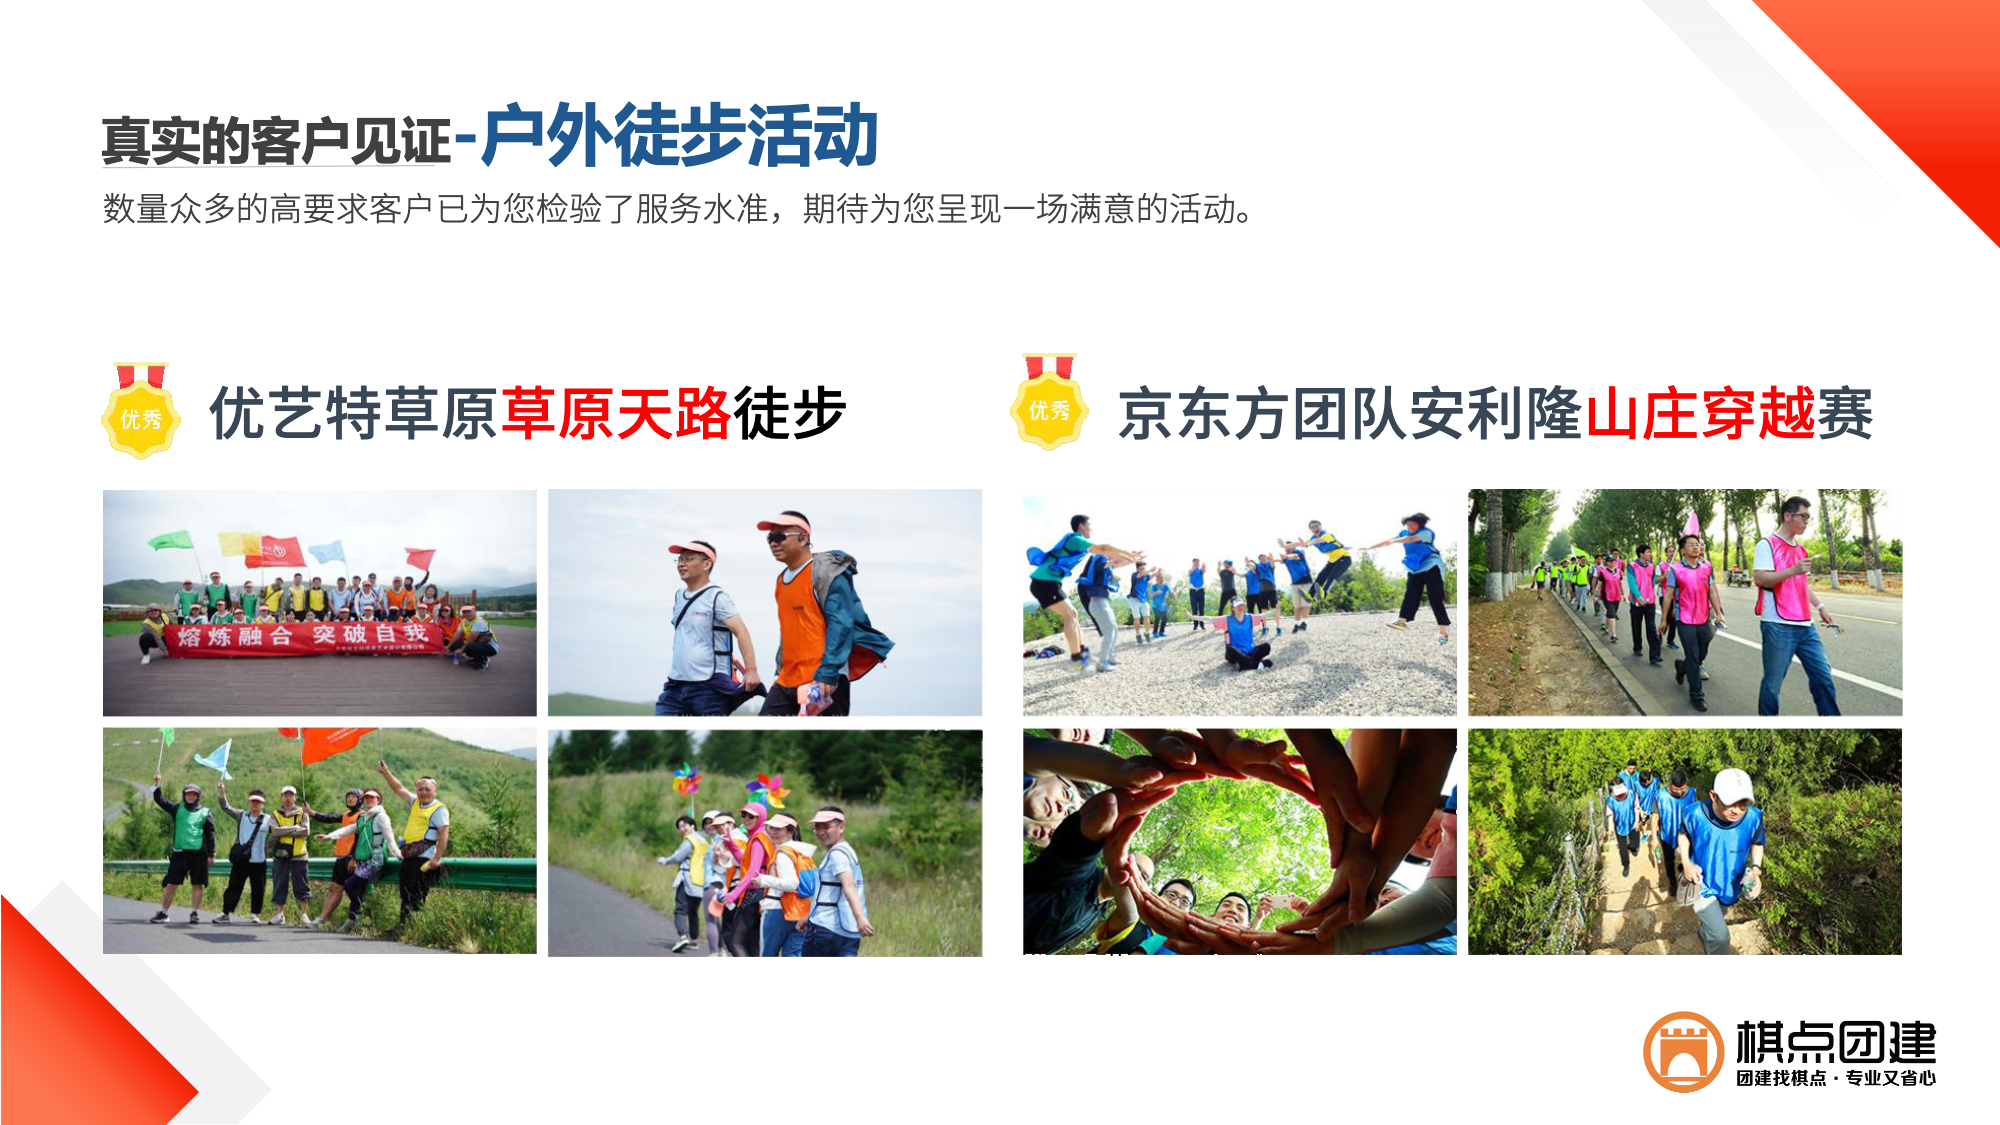 真实的客户见证-户外徒步活动
数量众多的高要求客户已为您检验了服务水准，期待为您呈现一场满意的活动。
优秀
优艺特草原草原天路徒步
优秀
京东方团队安利隆山庄穿越赛
熔炼融合 突破自我
棋点团建
团建找棋点·专业又省心